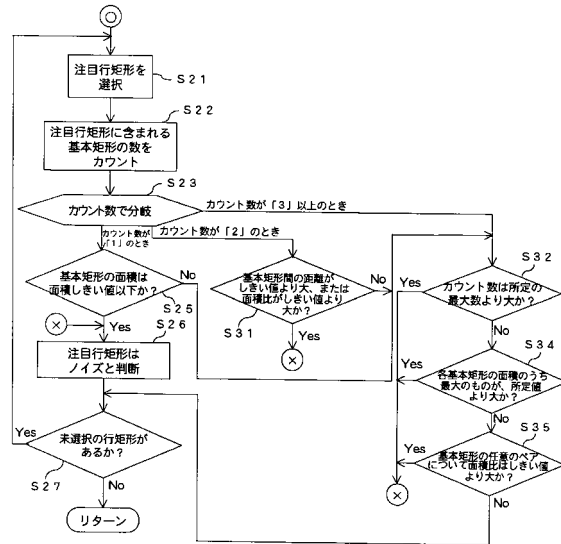 ◎
注目行矩形を
選択
S21
S22
注目行矩形に含まれる
基本矩形の数を
カウント
S23
カウント数で分岐
カウント数が「3」以上のとき
カウント数が
「1」のとき
カウント数が「2」のとき
基本矩形の面積は
面積しきい値以下か?
No
S25
Yes
基本矩形間の距離が
しきい値より大、または
面積比がしきい値より
大か?
No
S31
Yes
×
S32
カウント数は所定の
最大数より大か?
Yes
No
×
S26
注目行矩形は
ノイズと判断
S34
各基本矩形の面積のうち
最大のものが、所定値
より大か?
Yes
No
未選択の行矩形が
あるか?
Yes
S27
No
S35
基本矩形の任意のペア
について面積比はしきい値
より大か?
Yes
No
×
リターン